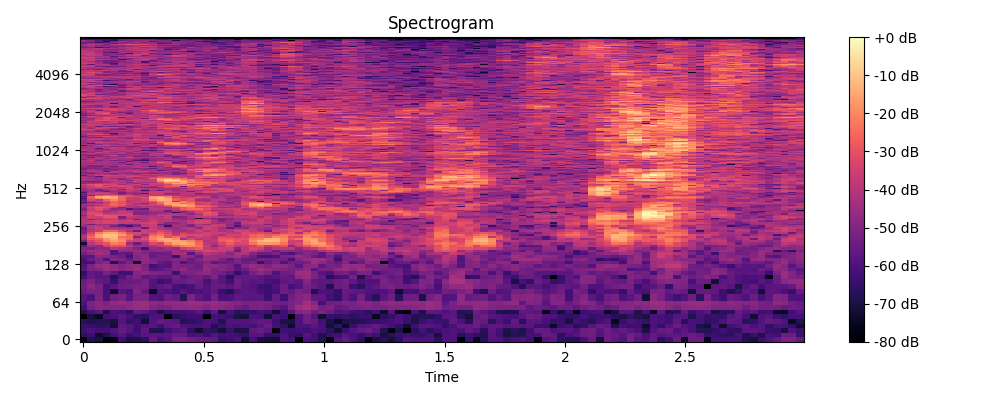 Spectrogram
Hz
4096
2048
1024
512
256
128
64
0
0
0.5
1
1.5
2
2.5
Time
+0 dB
-10 dB
-20 dB
-30 dB
-40 dB
-50 dB
-60 dB
-70 dB
-80 dB